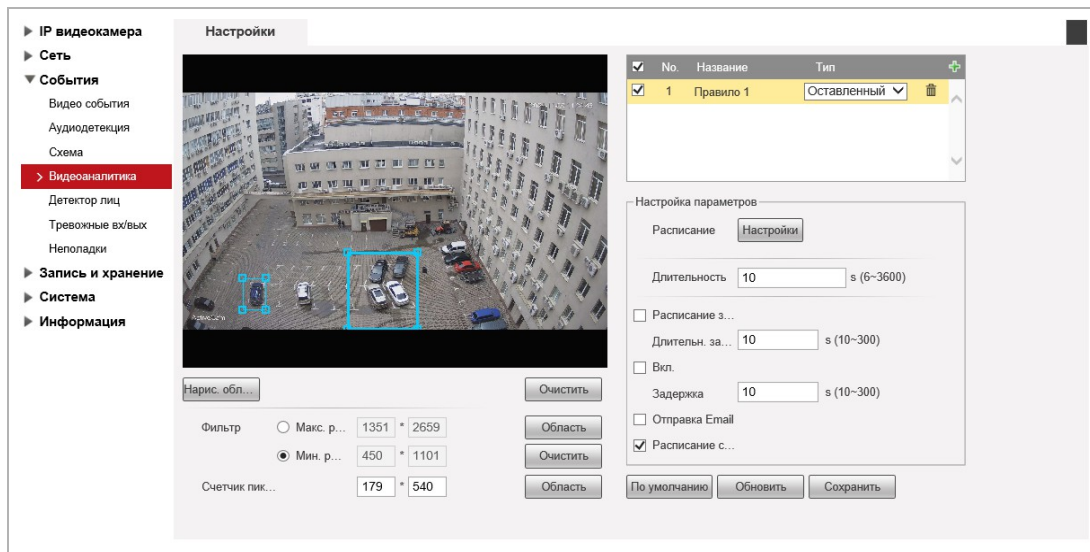 IP видеокамера
Сеть
События
Видео события
Аудиодетекция
Схема
Видеоаналитика
Детектор лиц
Тревожные вх/вых
Неполадки
Запись и хранение
Система
Информация
Настройки
ActiveCam
Нарис. обл... Очистить
Фильтр Макс. р... 1351 * 2659 Область
Мин. р... 450 * 1101 Очистить
Счетчик пик... 179 * 540 Область
No. Название Тип
1 Правило 1 Оставленный
Настройка параметров
Расписание Настройки
Длительность 10 s (6~3600)
Расписание з...
Длительн. за... 10 s (10~300)
Вкл.
Задержка 10 s (10~300)
Отправка Email
Расписание с...
По умолчанию Обновить Сохранить